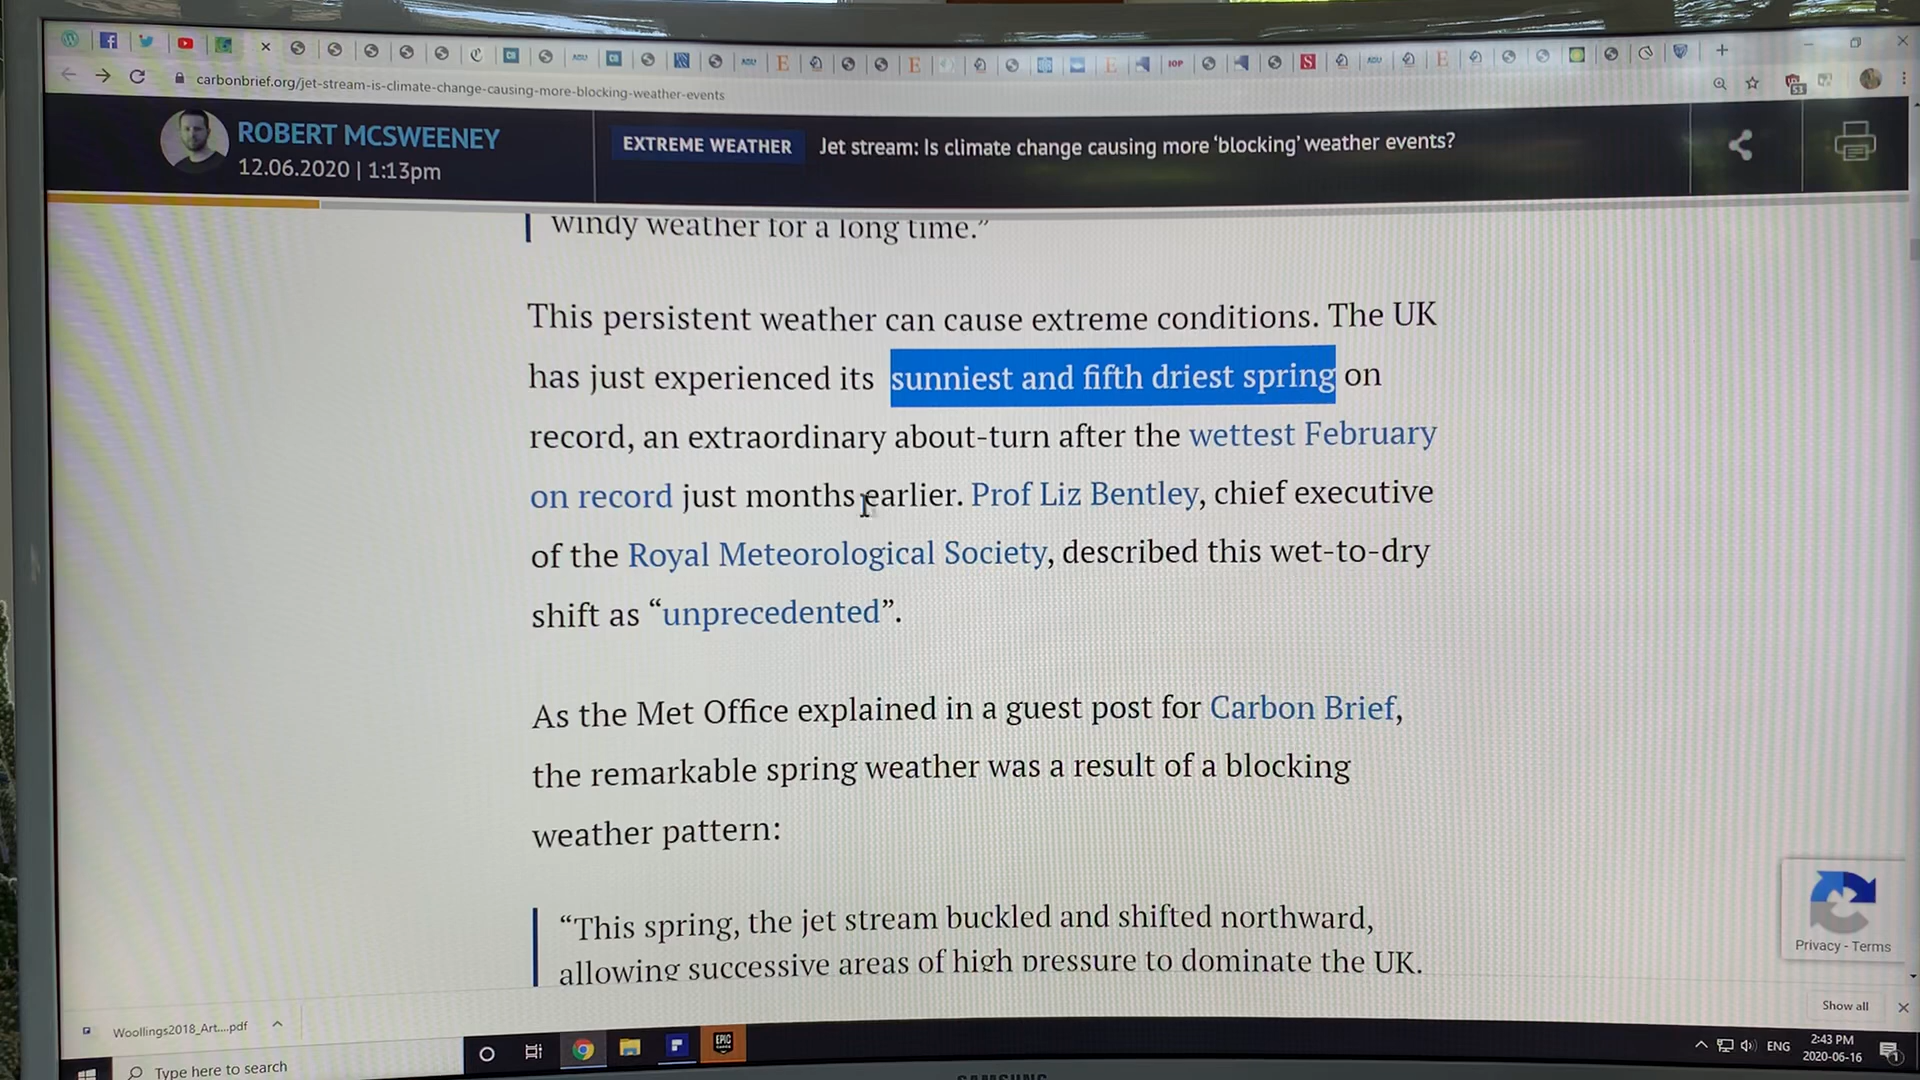 carbonbrief.org/jet-stream-is-climate-change-causing-more-blocking-weather-events
ROBERT MCSWEENEY
12.06.2020 | 1:13pm
EXTREME WEATHER
Jet stream: Is climate change causing more ‘blocking’ weather events?
windy weather for a long time.”
This persistent weather can cause extreme conditions. The UK
has just experienced its sunniest and fifth driest spring on
record, an extraordinary about-turn after the wettest February
on record just months earlier. Prof Liz Bentley, chief executive
of the Royal Meteorological Society, described this wet-to-dry
shift as “unprecedented”.
As the Met Office explained in a guest post for Carbon Brief,
the remarkable spring weather was a result of a blocking
weather pattern:
“This spring, the jet stream buckled and shifted northward,
allowing successive areas of high pressure to dominate the UK.
Privacy - Terms
Show all
Woollings2018_Art....pdf
Type here to search
EPIC
ENG
2:43 PM
2020-06-16
SAMSUNG